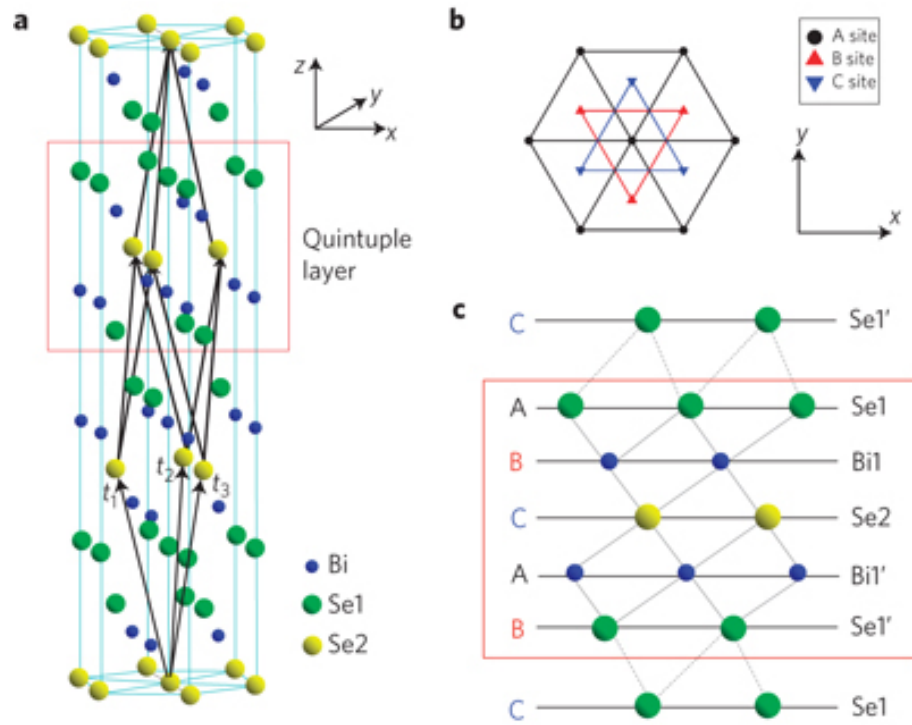 a
z
y
x
Quintuple
layer
t1
t2
t3
Bi
Se1
Se2
b
A site
B site
C site
y
x
c
C Se1'
A Se1
B Bi1
C Se2
A Bi1'
B Se1'
C Se1